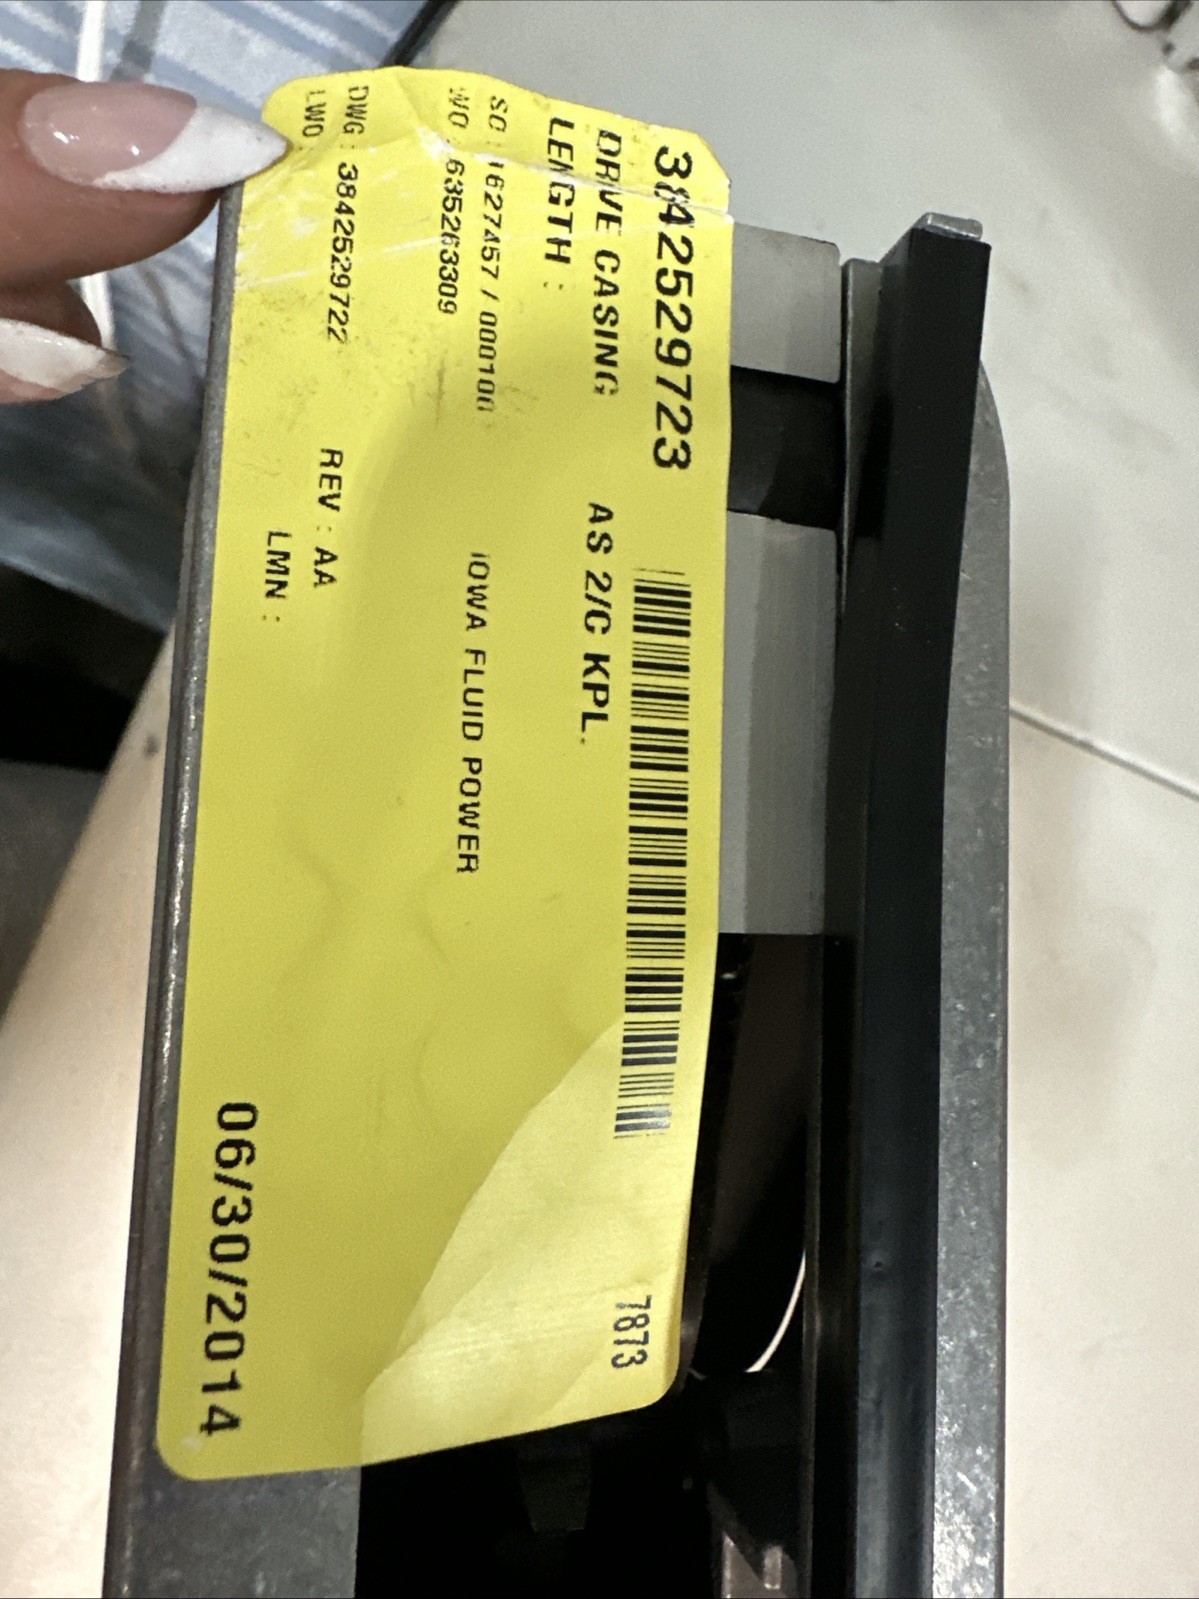 3842529723
7873
DRIVE CASING AS 2/C KPL.
LENGTH :
SO : 1627457 / 000100 IOWA FLUID POWER
WO : 635263309
DWG : 3842529722 REV : AA
LWO : LMN :
06/30/2014